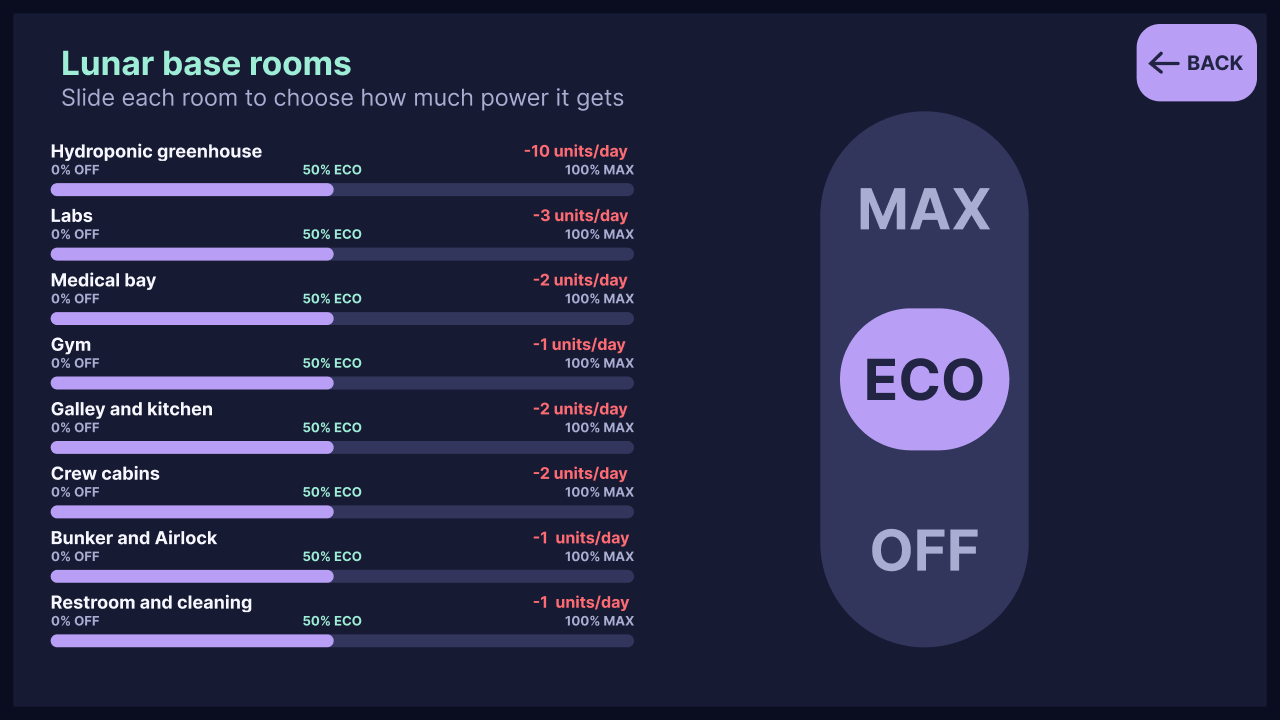 Lunar base rooms
Slide each room to choose how much power it gets
BACK
Hydroponic greenhouse -10 units/day
0% OFF 50% ECO 100% MAX
Labs -3 units/day
0% OFF 50% ECO 100% MAX
Medical bay -2 units/day
0% OFF 50% ECO 100% MAX
Gym -1 units/day
0% OFF 50% ECO 100% MAX
Galley and kitchen -2 units/day
0% OFF 50% ECO 100% MAX
Crew cabins -2 units/day
0% OFF 50% ECO 100% MAX
Bunker and Airlock -1 units/day
0% OFF 50% ECO 100% MAX
Restroom and cleaning -1 units/day
0% OFF 50% ECO 100% MAX
MAX
ECO
OFF